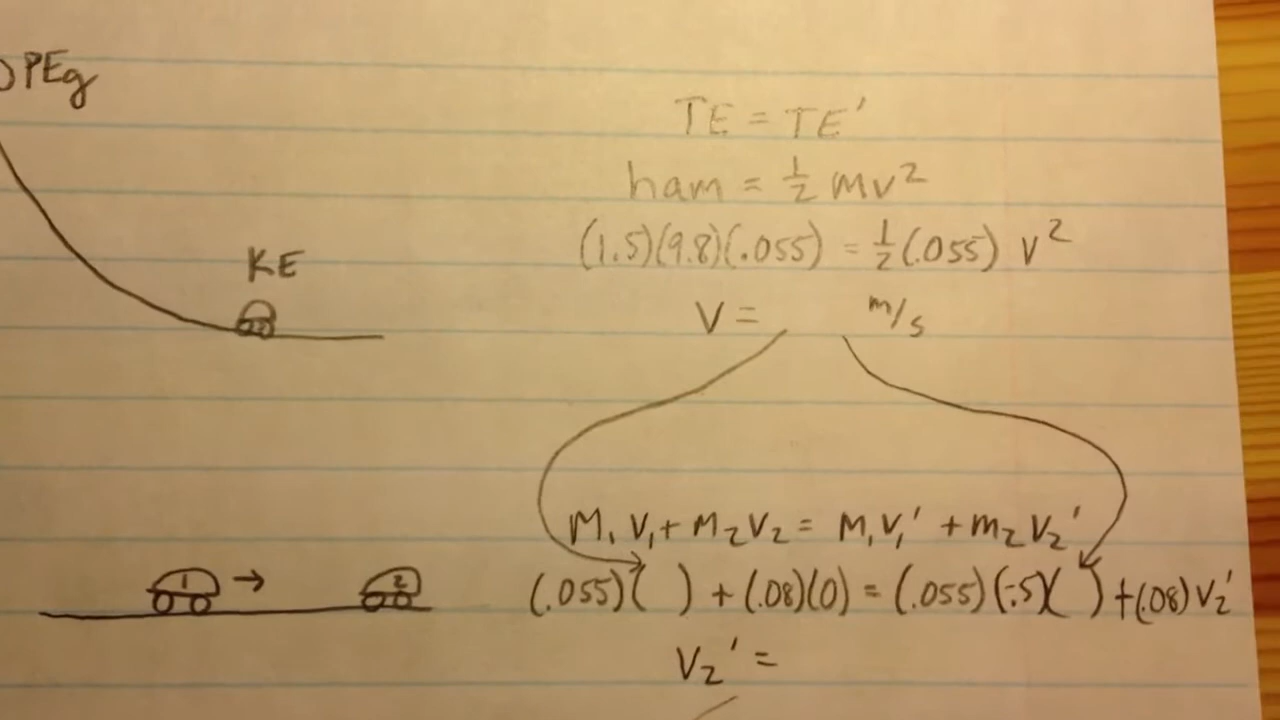 PEg
TE = TE'
ham = ½ mv²
(1.5)(9.8)(.055) = ½(.055) v²
KE
V = m/s
M₁V₁ + M₂V₂ = M₁V₁' + m₂V₂'
1 → 2
(.055)( ) + (.08)(0) = (.055)(-.5)( ) + (.08)V₂'
V₂' =